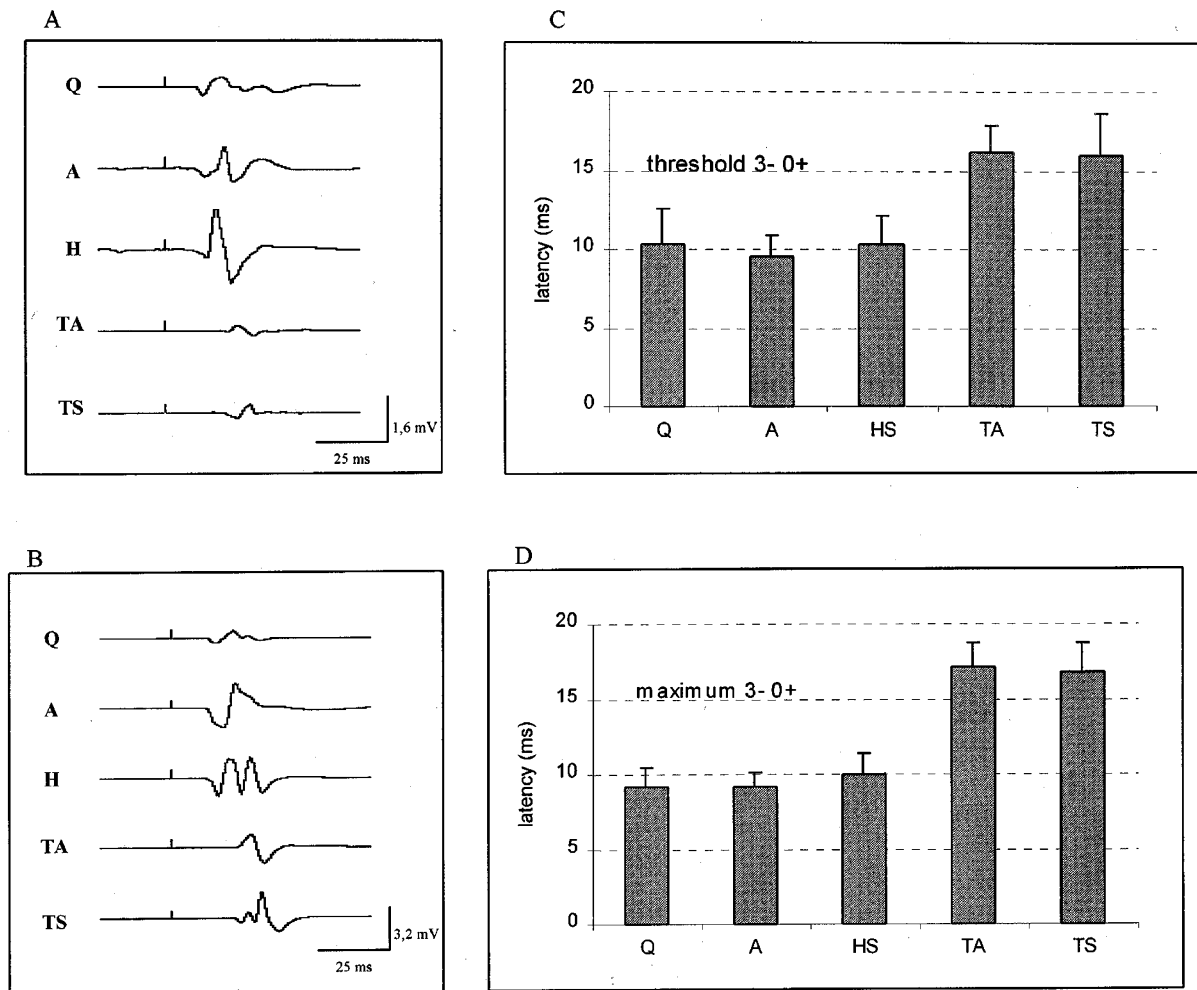 A
Q
A
H
TA
TS
1,6 mV
25 ms
C
20
15
10
5
0
latency (ms)
threshold 3- 0+
Q A HS TA TS
B
Q
A
H
TA
TS
3,2 mV
25 ms
D
20
15
10
5
0
latency (ms)
maximum 3- 0+
Q A HS TA TS